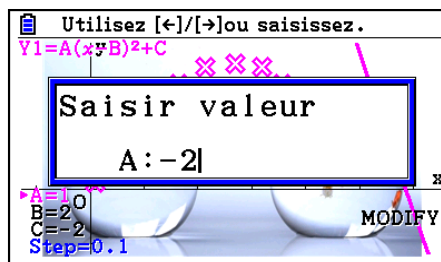 Utilisez [←]/[→]ou saisissez.
Y1=A(x-B)²+C
y
Saisir valeur
A:-2
x
▸A=1
B=2
C=-2
O
MODIFY
Step=0.1